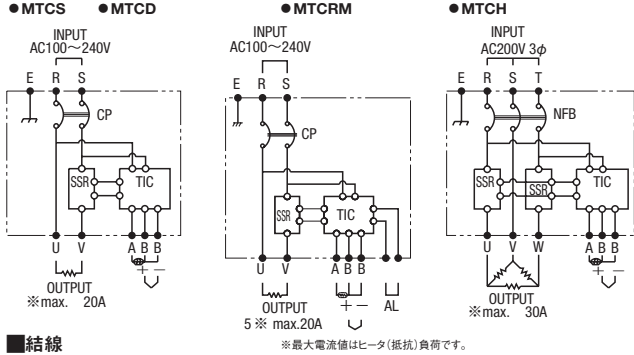 ●MTCS ●MTCD
INPUT
AC100～240V
E R S
CP
SSR TIC
U V A B B
+ −
OUTPUT
※max. 20A
●MTCRM
INPUT
AC100～240V
E R S
CP
SSR TIC
U V A B B
+ −
AL
OUTPUT
5 ※ max.20A
●MTCH
INPUT
AC200V 3φ
E R S T
NFB
SSR SSR TIC
U V W A B B
+ −
OUTPUT
※max. 30A
■結線
※最大電流値はヒータ(抵抗)負荷です。